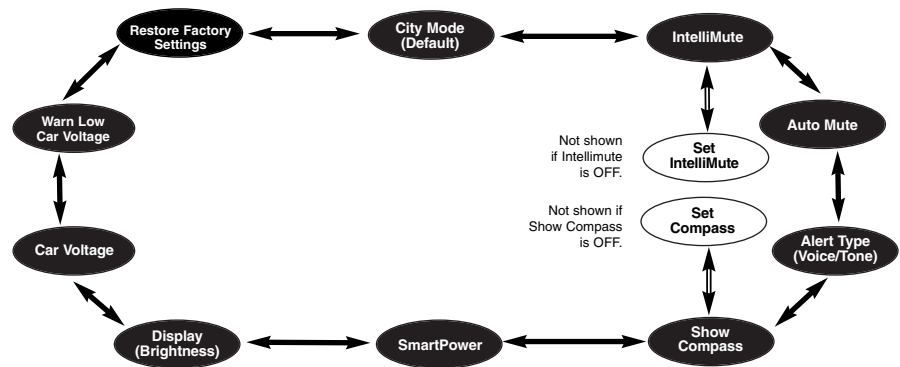 Restore Factory
Settings
City Mode
(Default)
IntelliMute
Warn Low
Car Voltage
Auto Mute
Not shown
if Intellimute
is OFF.
Set
IntelliMute
Not shown if
Show Compass
is OFF.
Set
Compass
Car Voltage
Alert Type
(Voice/Tone)
Display
(Brightness)
SmartPower
Show
Compass